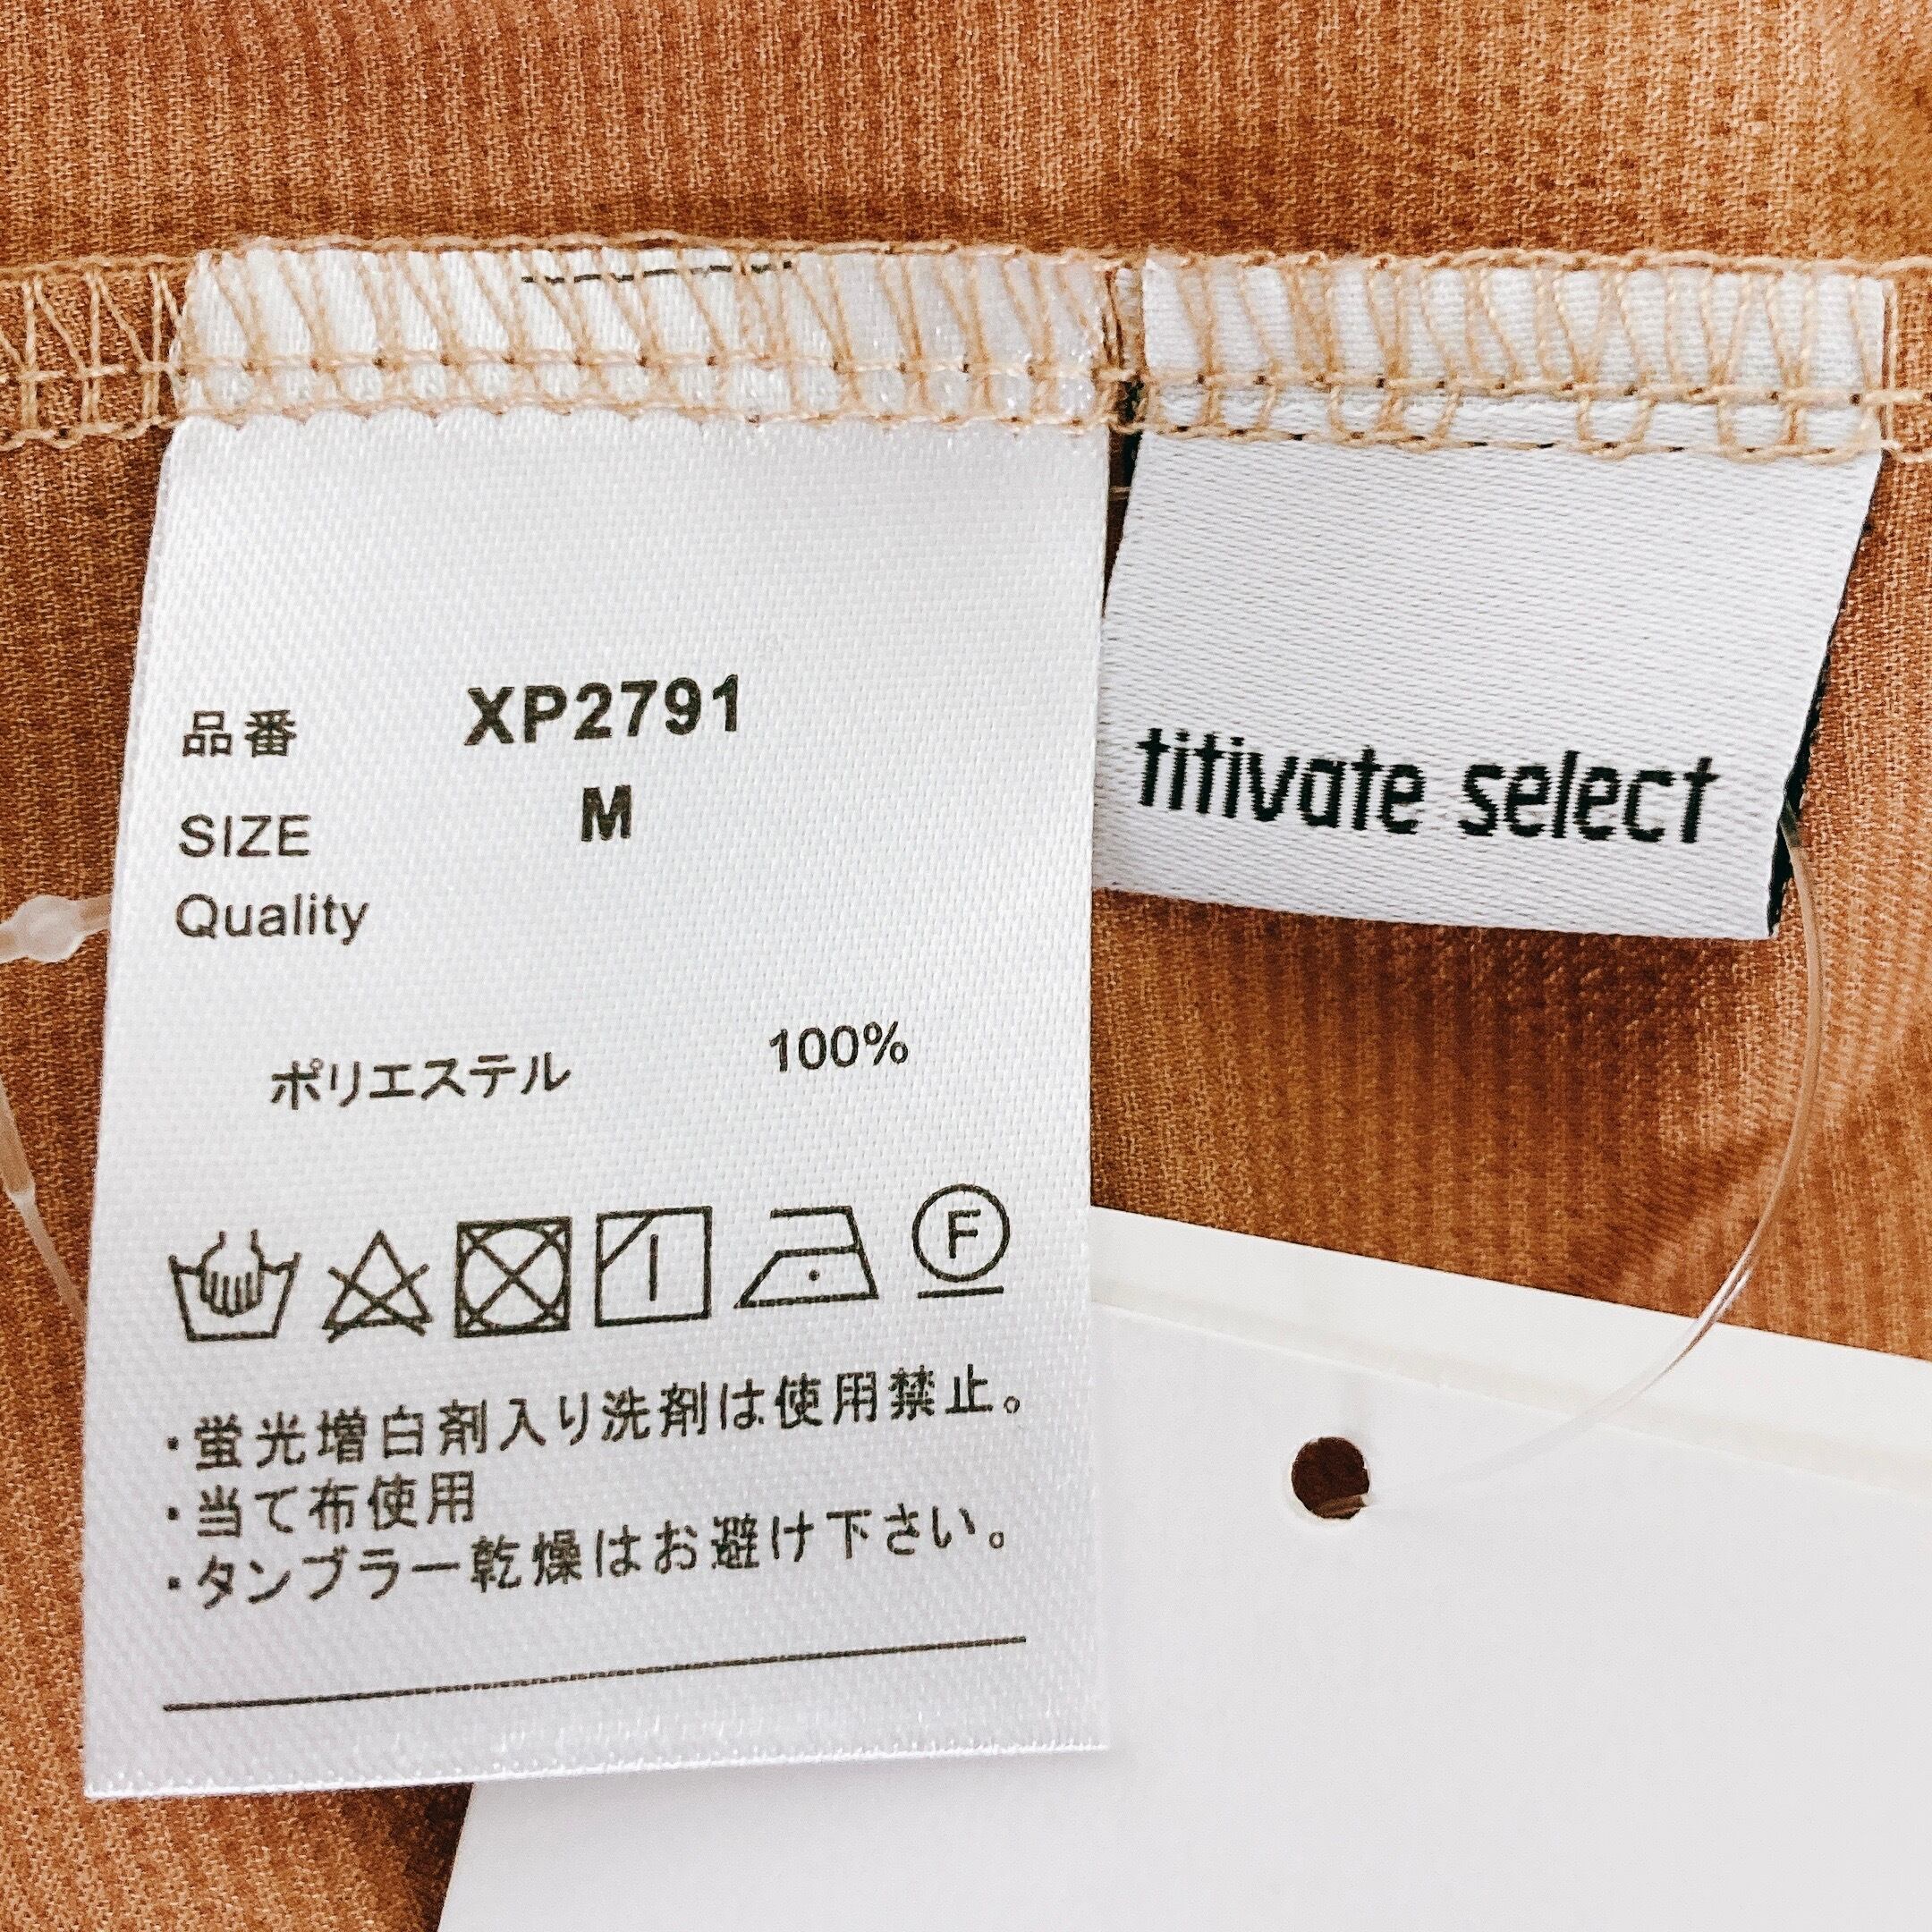 品番 XP2791
SIZE M
Quality
ポリエステル 100%
F
・蛍光増白剤入り洗剤は使用禁止。
・当て布使用
・タンブラー乾燥はお避け下さい。
titivate select